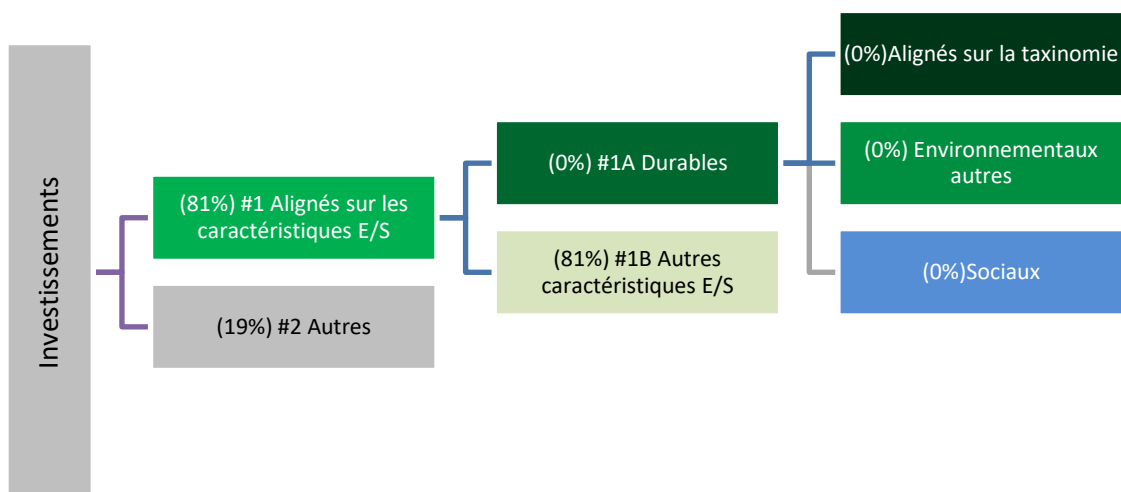 Investissements
(81%) #1 Alignés sur les
caractéristiques E/S
(19%) #2 Autres
(0%) #1A Durables
(81%) #1B Autres
caractéristiques E/S
(0%)Alignés sur la taxinomie
(0%) Environnementaux
autres
(0%)Sociaux